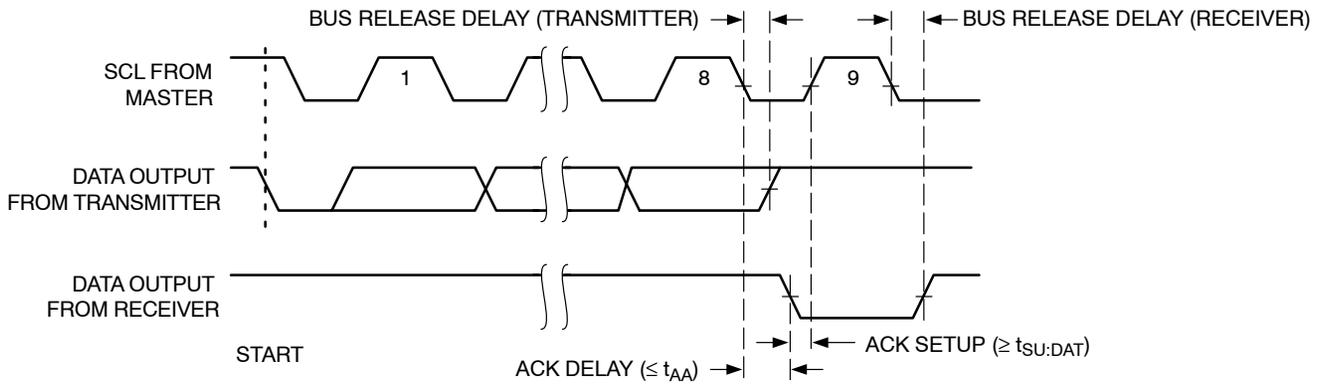 BUS RELEASE DELAY (TRANSMITTER)
BUS RELEASE DELAY (RECEIVER)
SCL FROM
MASTER
1
8
9
DATA OUTPUT
FROM TRANSMITTER
DATA OUTPUT
FROM RECEIVER
START
ACK SETUP (≥ tSU:DAT)
ACK DELAY (≤ tAA)